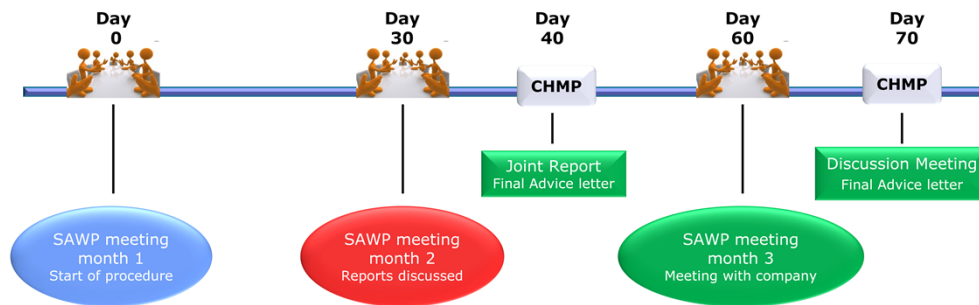 Day
0
Day
30
Day
40
Day
60
Day
70
CHMP
CHMP
Joint Report
Final Advice letter
Discussion Meeting
Final Advice letter
SAWP meeting
month 1
Start of procedure
SAWP meeting
month 2
Reports discussed
SAWP meeting
month 3
Meeting with company